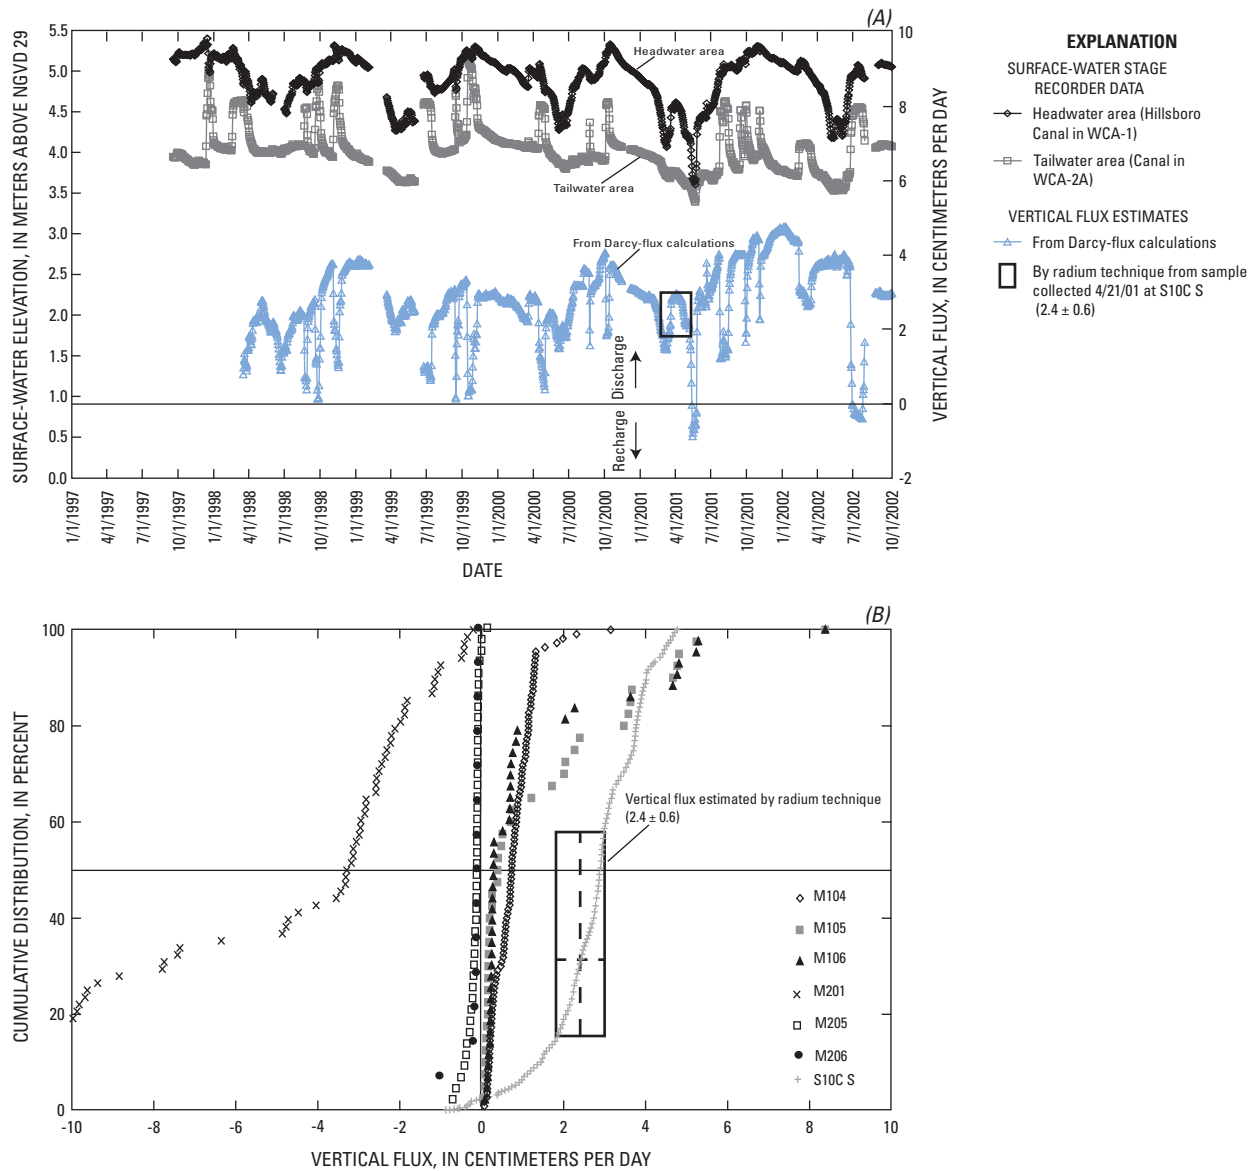 (A)
SURFACE-WATER ELEVATION, IN METERS ABOVE NGVD 29
5.5
5.0
4.5
4.0
3.5
3.0
2.5
2.0
1.5
1.0
0.5
0.0
10
8
6
4
2
0
-2
VERTICAL FLUX, IN CENTIMETERS PER DAY
Headwater area
Tailwater area
From Darcy-flux calculations
Discharge
Recharge
1/1/1997
4/1/1997
7/1/1997
10/1/1997
1/1/1998
4/1/1998
7/1/1998
10/1/1998
1/1/1999
4/1/1999
7/1/1999
10/1/1999
1/1/2000
4/1/2000
7/1/2000
10/1/2000
1/1/2001
4/1/2001
7/1/2001
10/1/2001
1/1/2002
4/1/2002
7/1/2002
10/1/2002
DATE
EXPLANATION
SURFACE-WATER STAGE
RECORDER DATA
Headwater area (Hillsboro
Canal in WCA-1)
Tailwater area (Canal in
WCA-2A)
VERTICAL FLUX ESTIMATES
From Darcy-flux calculations
By radium technique from sample
collected 4/21/01 at S10C S
(2.4 ± 0.6)
(B)
CUMULATIVE DISTRIBUTION, IN PERCENT
100
80
60
40
20
0
Vertical flux estimated by radium technique
(2.4 ± 0.6)
M104
M105
M106
M201
M205
M206
S10C S
-10
-8
-6
-4
-2
0
2
4
6
8
10
VERTICAL FLUX, IN CENTIMETERS PER DAY